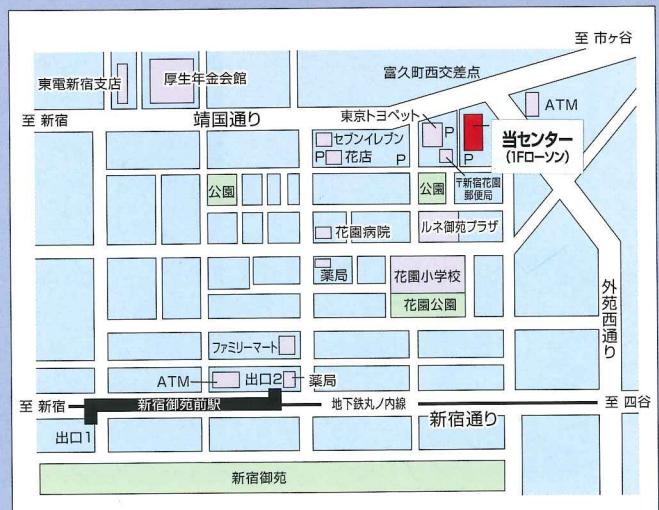 至 市ヶ谷
富久町西交差点
東電新宿支店
厚生年金会館
ATM
東京トヨペット
至 新宿
靖国通り
当センター
(1Fローソン)
セブンイレブン
P
P
花店
P
P
〒新宿花園
郵便局
公園
公園
花園病院
ルネ御苑プラザ
薬局
花園小学校
花園公園
外苑西通り
ファミリーマート
ATM
出口2
薬局
至 新宿
新宿御苑前駅
地下鉄丸ノ内線
至 四谷
新宿通り
出口1
新宿御苑